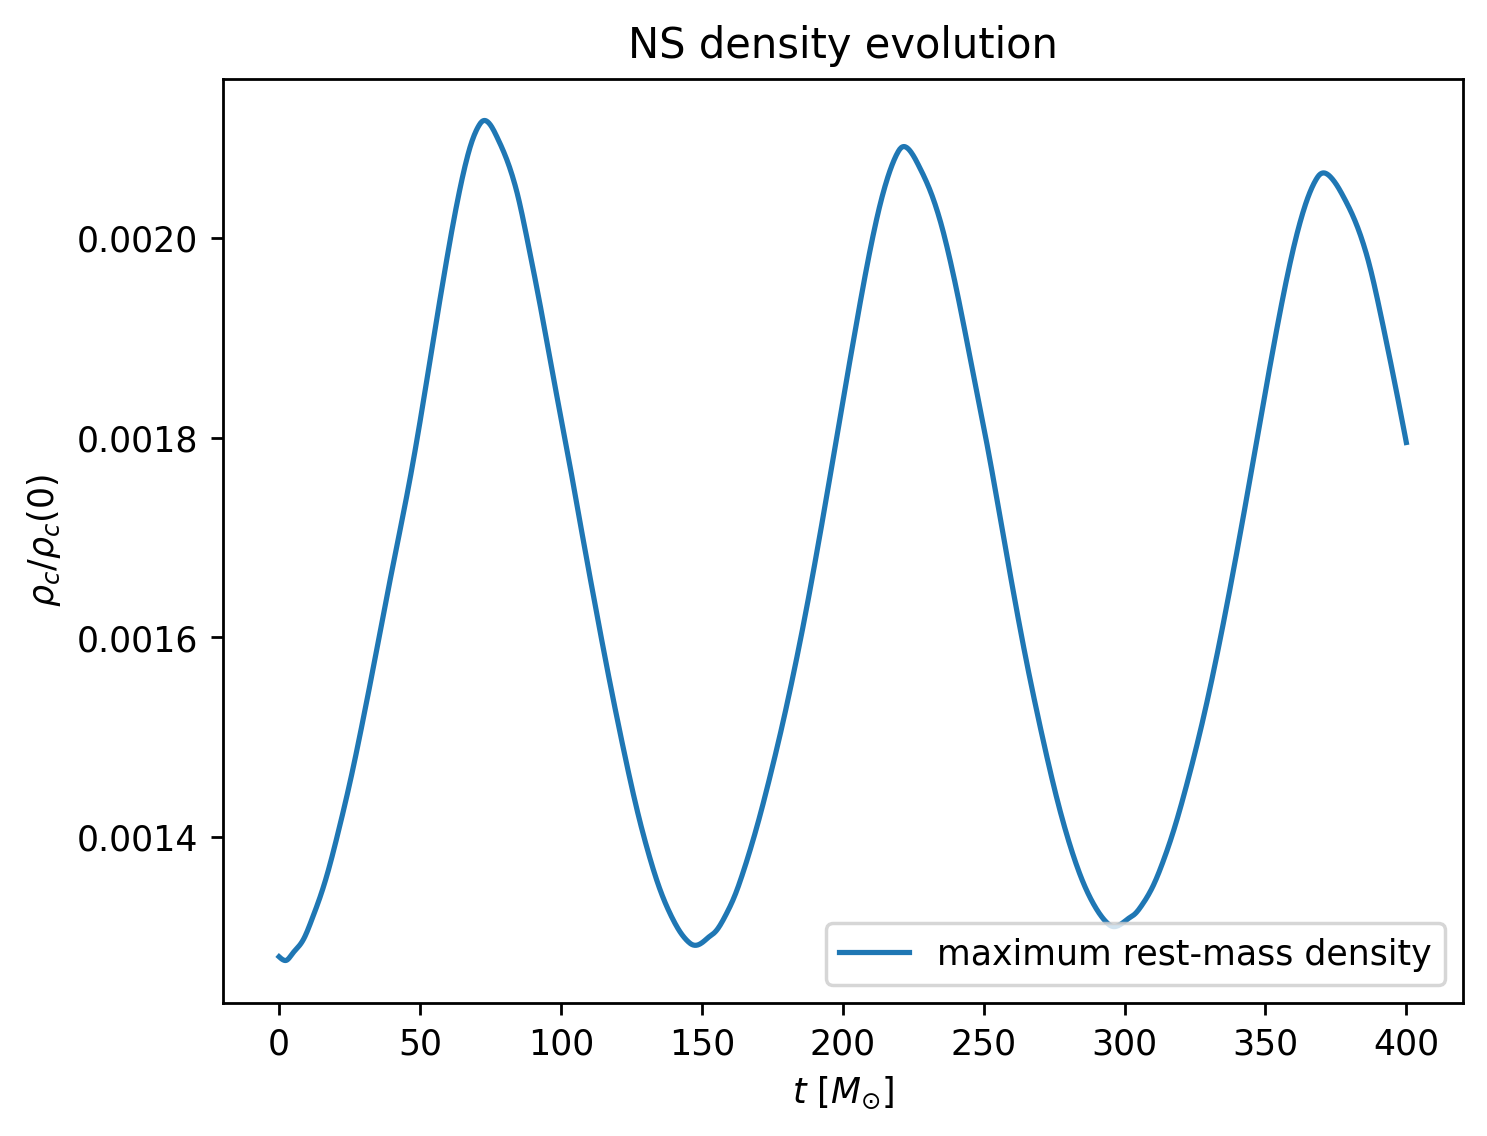 NS density evolution
ρc/ρc(0)
0.0020
0.0018
0.0016
0.0014
maximum rest-mass density
0 50 100 150 200 250 300 350 400
t [M⊙]